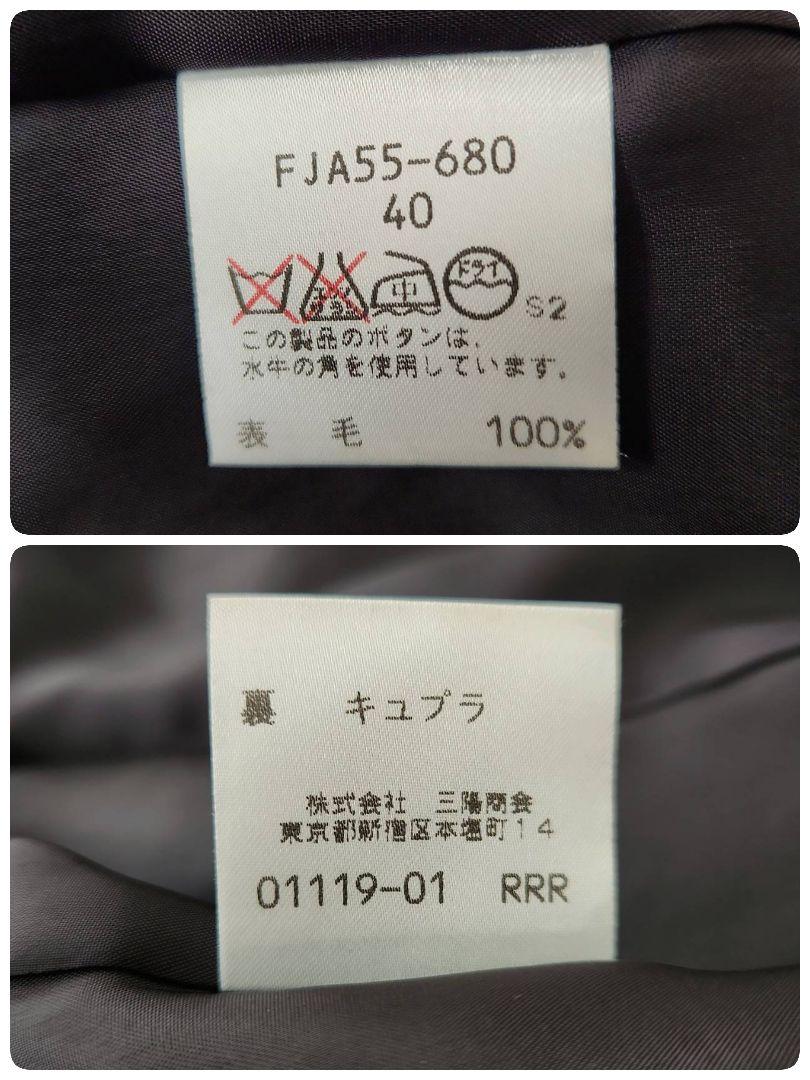 FJA55-680
40
中 ドライ S2
この製品のボタンは、
水牛の角を使用しています。
表 毛 100%
裏 キュプラ
株式会社 三陽商会
東京都新宿区本塩町14
01119-01 RRR